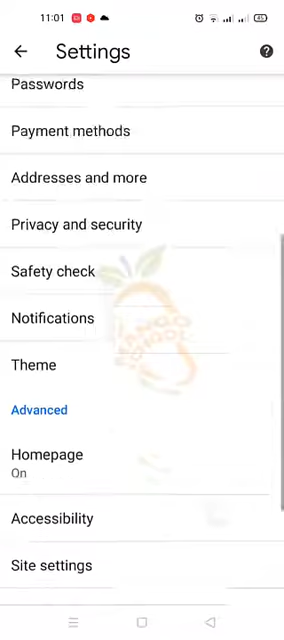 11:01
45
Settings
Passwords
Payment methods
Addresses and more
Privacy and security
Safety check
Notifications
Theme
Advanced
Homepage
On
Accessibility
Site settings